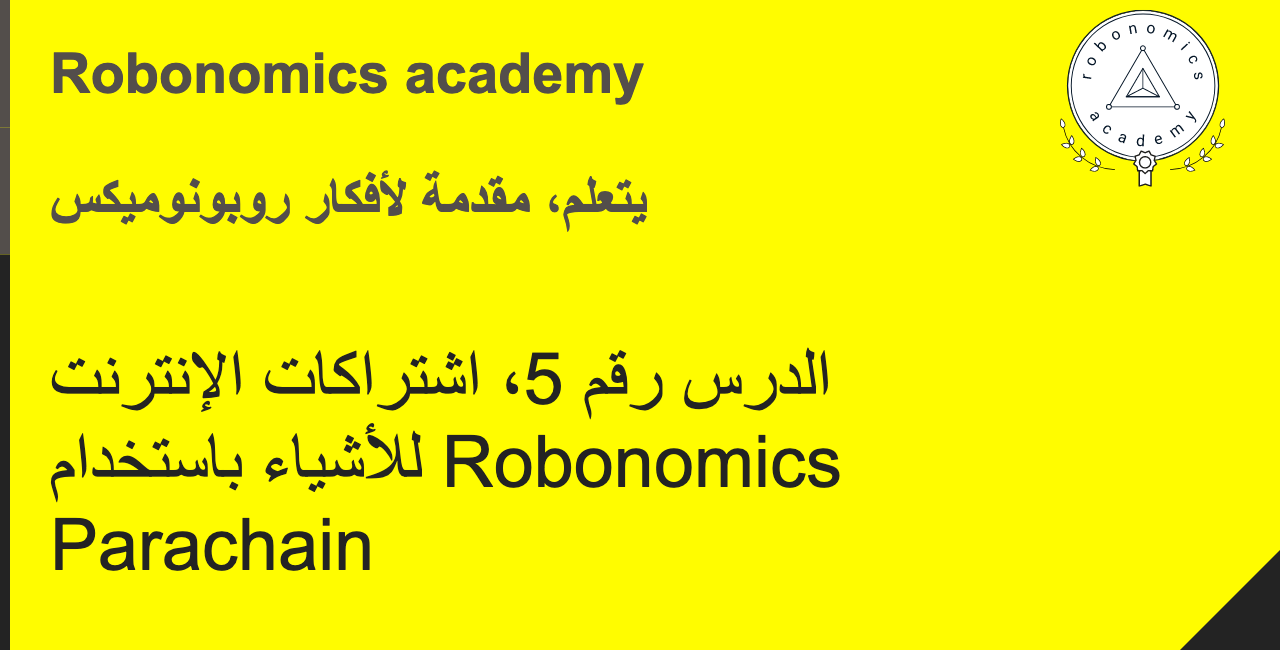 Robonomics academy
robonomics
academy
يتعلم، مقدمة لأفكار روبونوميكس
الدرس رقم 5، اشتراكات الإنترنت
للأشياء باستخدام Robonomics
Parachain